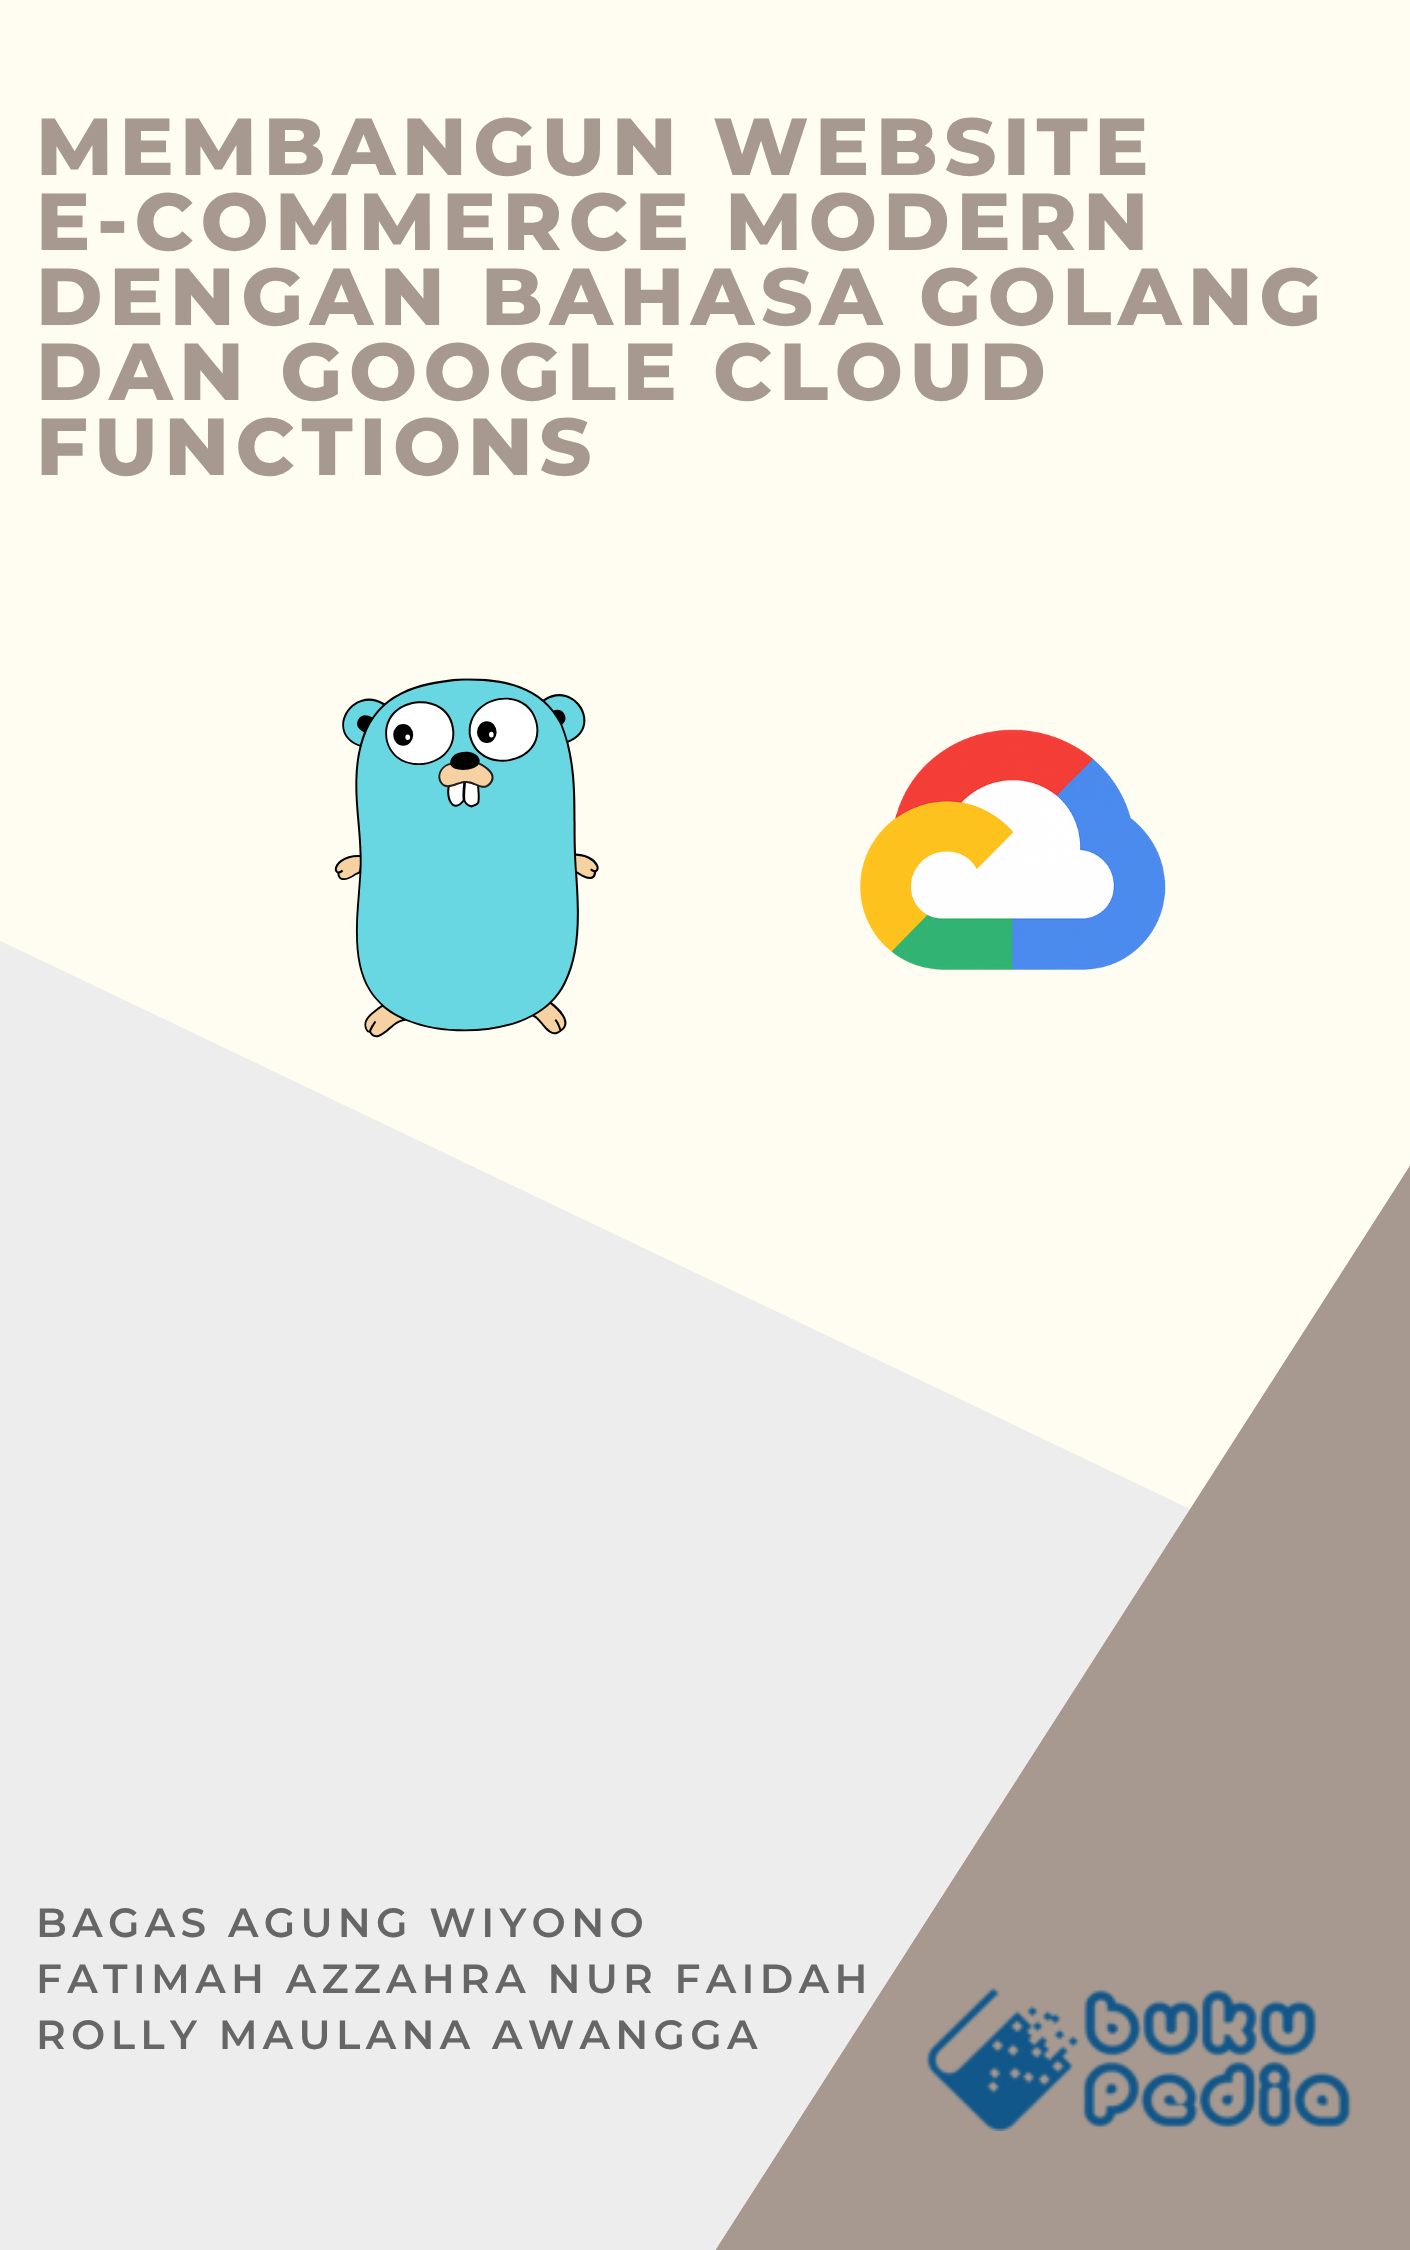 MEMBANGUN WEBSITE
E-COMMERCE MODERN
DENGAN BAHASA GOLANG
DAN GOOGLE CLOUD
FUNCTIONS
BAGAS AGUNG WIYONO
FATIMAH AZZAHRA NUR FAIDAH
ROLLY MAULANA AWANGGA
buku
Pedia